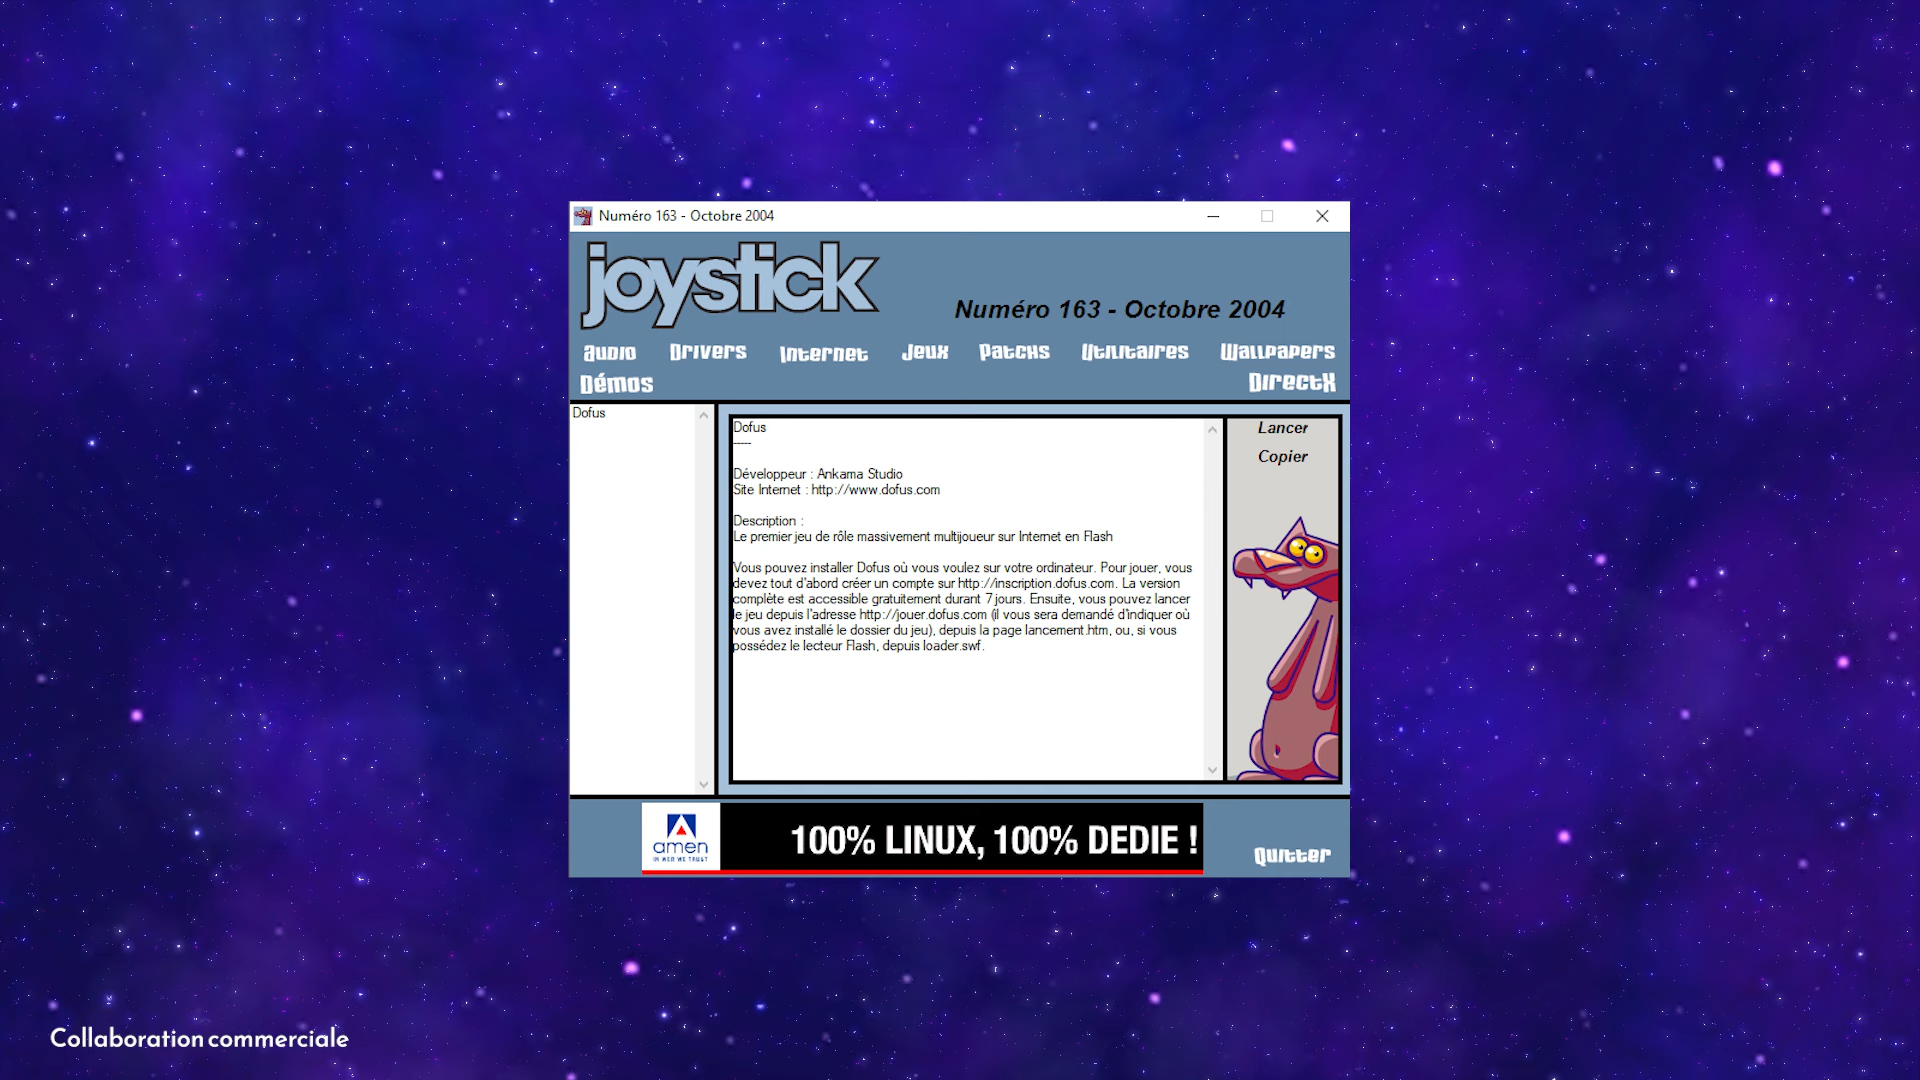 Numéro 163 - Octobre 2004
joystick
Numéro 163 - Octobre 2004
Audio Drivers Internet Jeux Patchs Utilitaires Wallpapers
Démos DirectX
Dofus
Dofus
-----
Développeur : Ankama Studio
Site Internet : http://www.dofus.com
Description :
Le premier jeu de rôle massivement multijoueur sur Internet en Flash
Vous pouvez installer Dofus où vous voulez sur votre ordinateur. Pour jouer, vous
devez tout d'abord créer un compte sur http://inscription.dofus.com. La version
complète est accessible gratuitement durant 7 jours. Ensuite, vous pouvez lancer
le jeu depuis l'adresse http://jouer.dofus.com (il vous sera demandé d'indiquer où
vous avez installé le dossier du jeu), depuis la page lancement.htm, ou, si vous
possédez le lecteur Flash, depuis loader.swf.
Lancer
Copier
amen
IN WEB WE TRUST
100% LINUX, 100% DEDIE !
Quitter
Collaboration commerciale